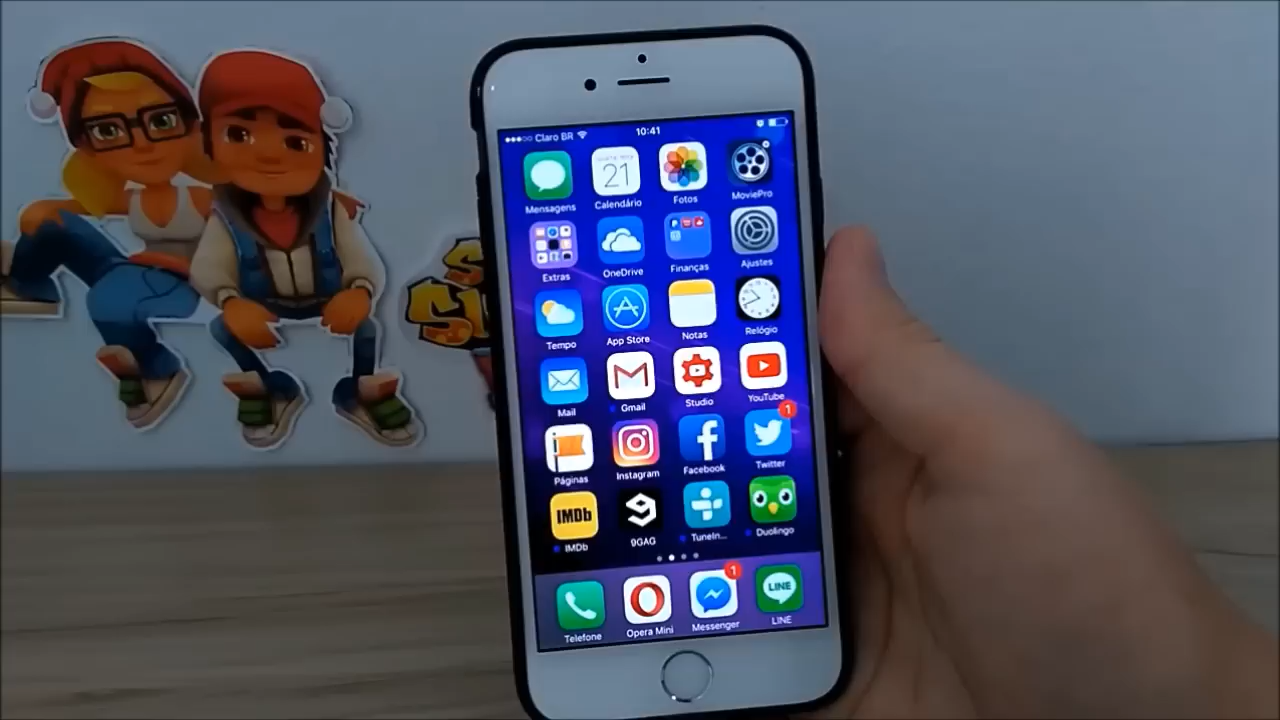 Claro BR
10:41
21
Mensagens
Calendário
Fotos
MoviePro
Extras
OneDrive
Finanças
Ajustes
Tempo
App Store
Notas
Relógio
Mail
Gmail
Studio
YouTube
1
Páginas
Instagram
Facebook
Twitter
IMDb
9
IMDb
9GAG
TuneIn...
Duolingo
1
LINE
Telefone
Opera Mini
Messenger
LINE